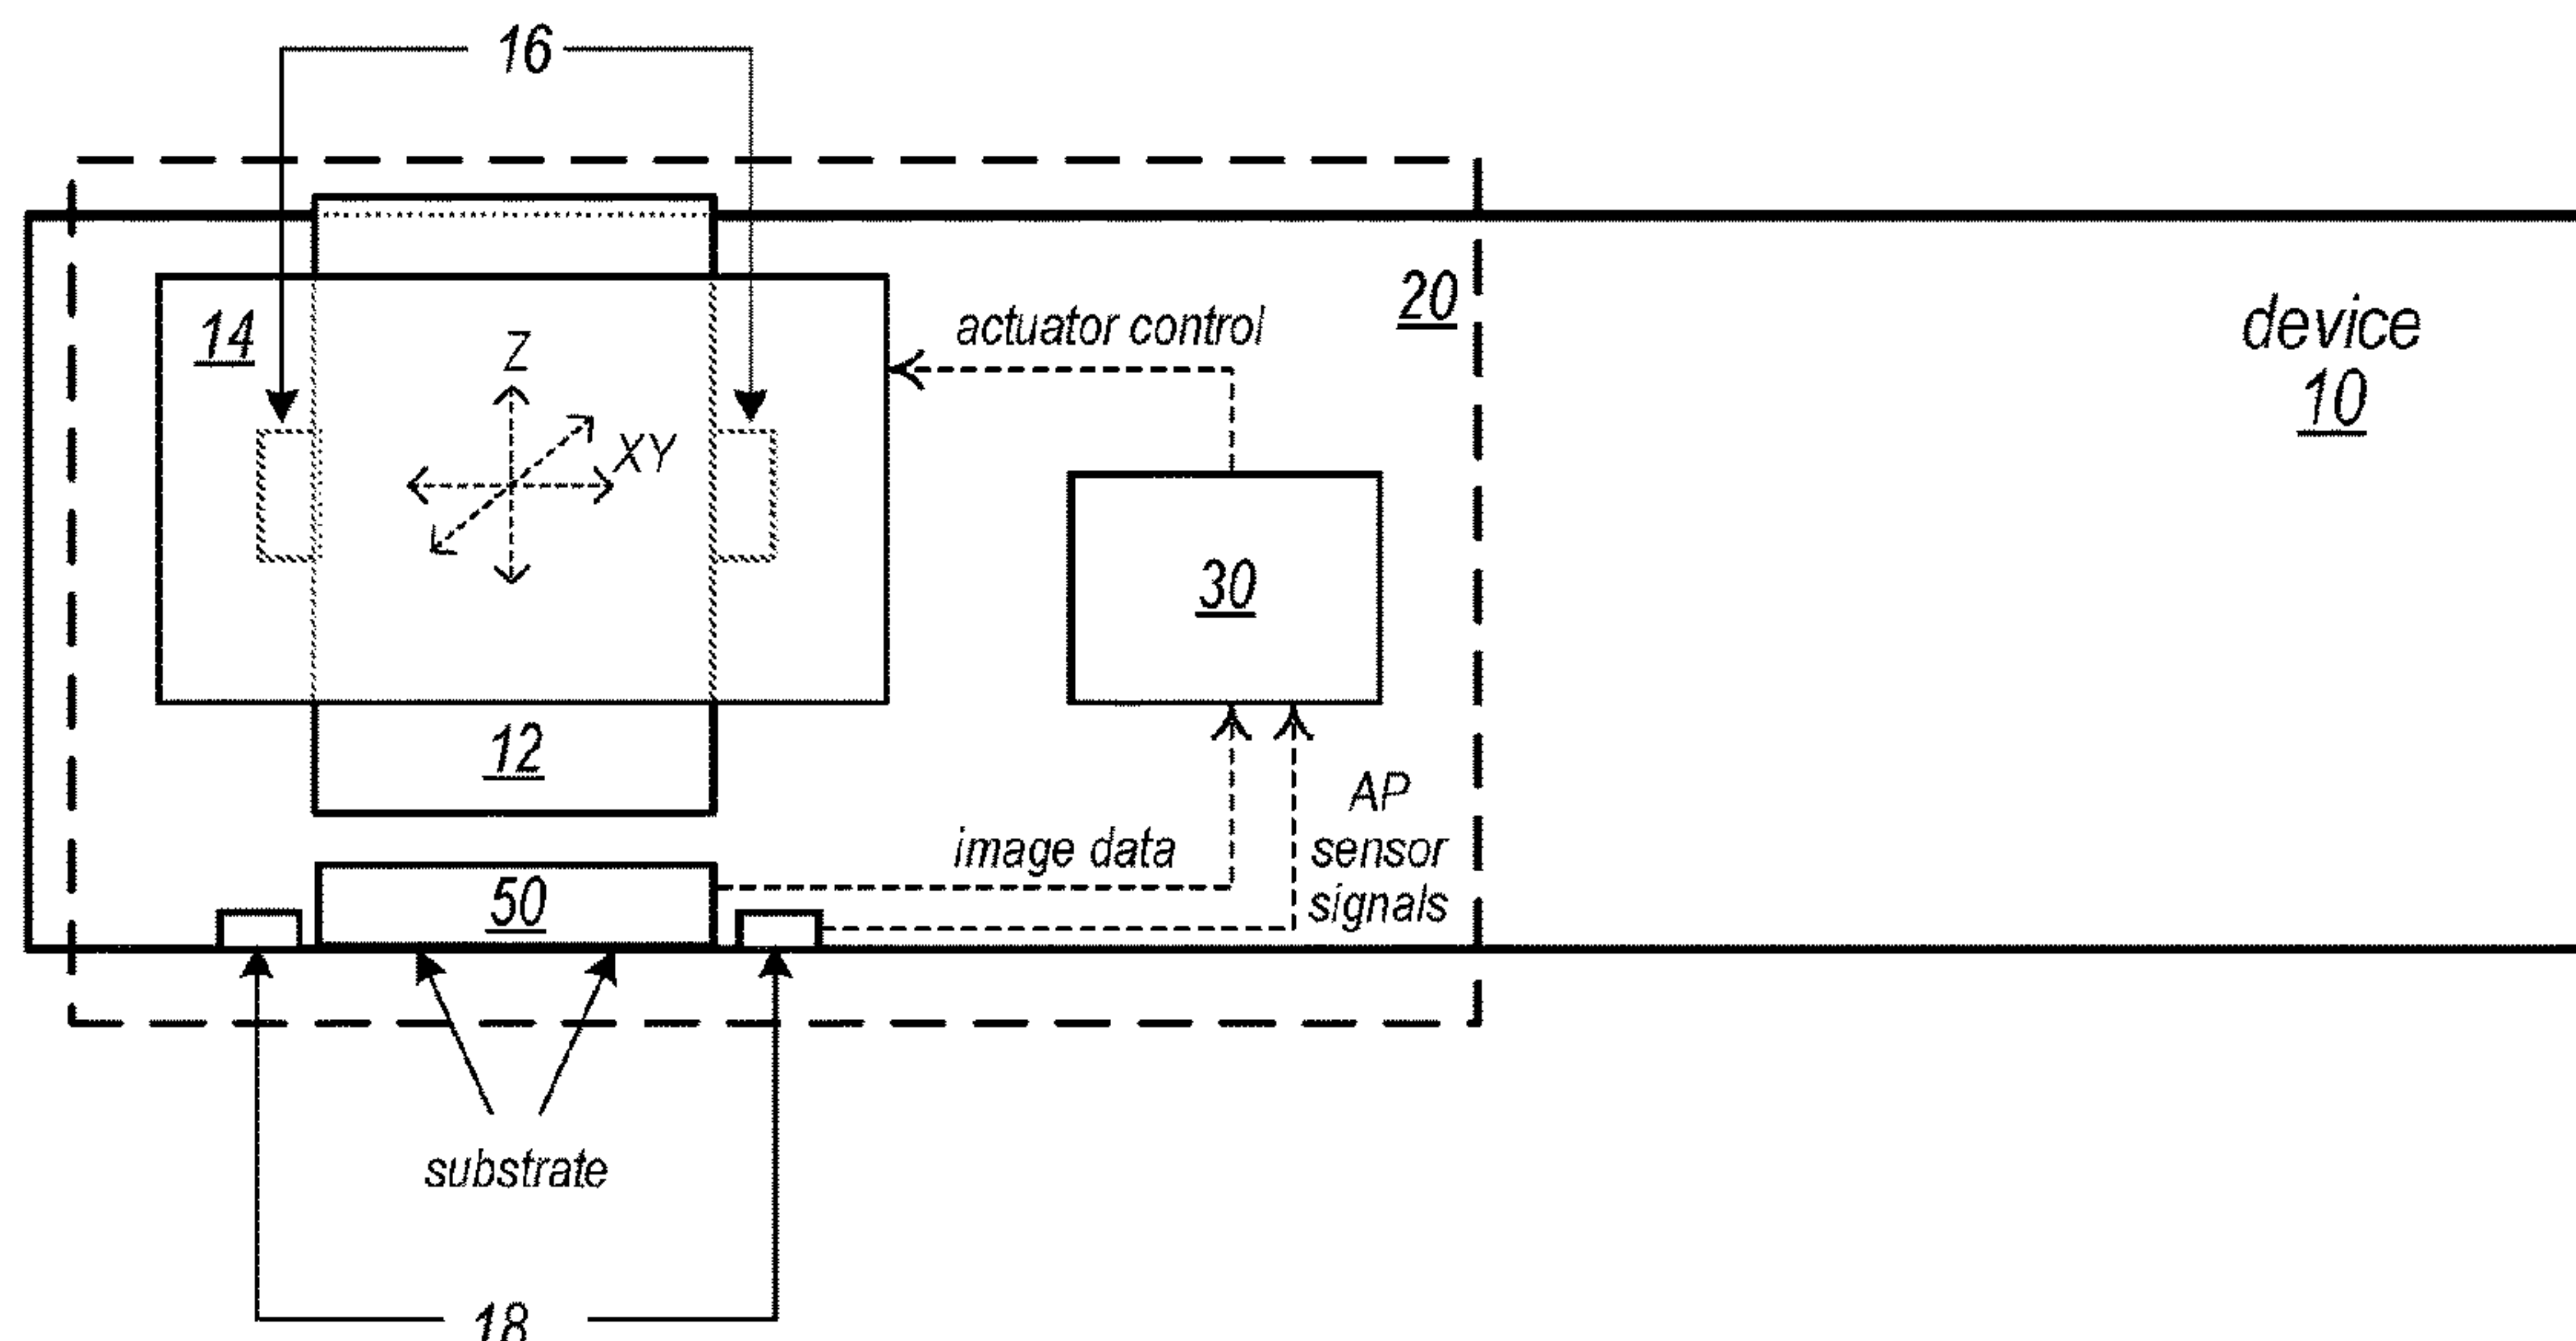 16
20
device
10
14
actuator control
Z
XY
30
12
AP
sensor
signals
image data
50
substrate
18